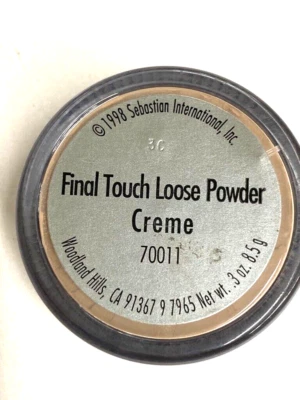 © 1998 Sebastian International, Inc.
3C
Final Touch Loose Powder
Creme
70011
Woodland Hills, CA 91367 9 7965 Net wt. .3 oz. 8.5 g